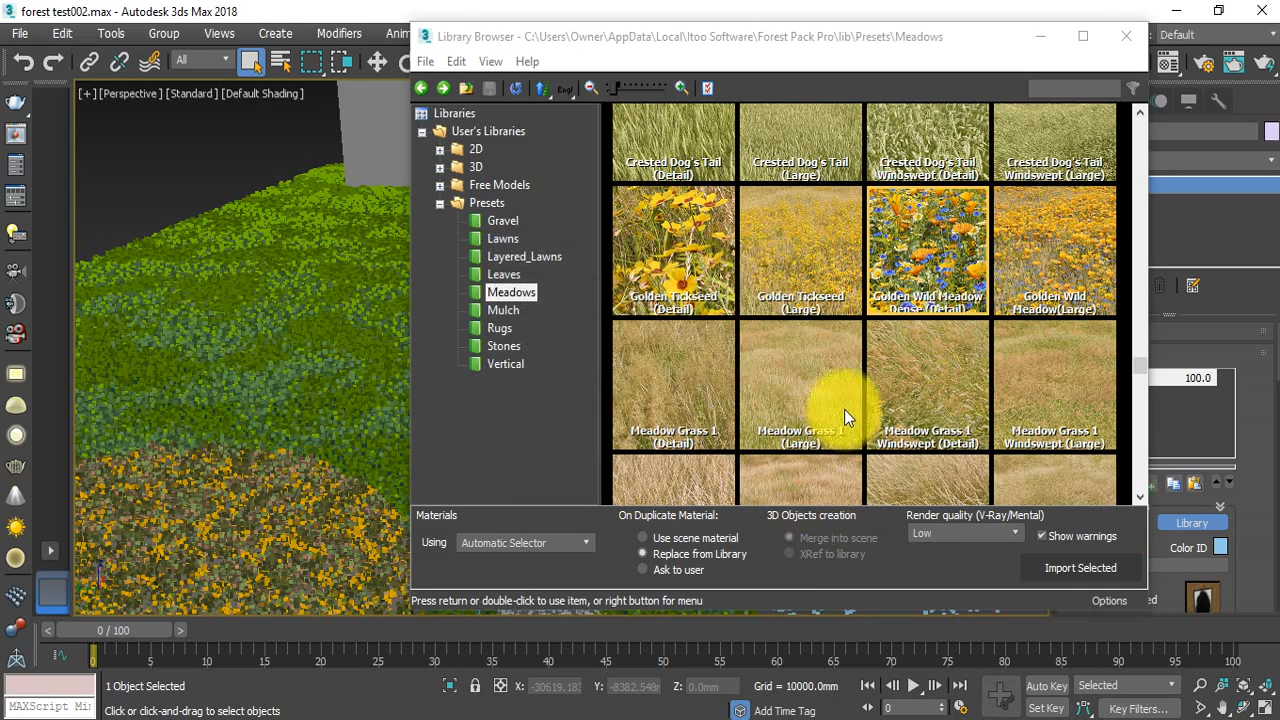 forest test002.max - Autodesk 3ds Max 2018
File Edit Tools Group Views Create Modifiers Anim
Default
All
[+] [Perspective] [Standard] [Default Shading]
Library Browser - C:\Users\Owner\AppData\Local\Itoo Software\Forest Pack Pro\lib\Presets\Meadows
File Edit View Help
Engl
Libraries
User's Libraries
2D
3D
Free Models
Presets
Gravel
Lawns
Layered_Lawns
Leaves
Meadows
Mulch
Rugs
Stones
Vertical
Crested Dog's Tail (Detail)
Crested Dog's Tail (Large)
Crested Dog's Tail Windswept (Detail)
Crested Dog's Tail Windswept (Large)
Golden Tickseed (Detail)
Golden Tickseed (Large)
Golden Wild Meadow Dense (Detail)
Golden Wild Meadow(Large)
Meadow Grass 1 (Detail)
Meadow Grass 1 (Large)
Meadow Grass 1 Windswept (Detail)
Meadow Grass 1 Windswept (Large)
100.0
Materials
Using Automatic Selector
On Duplicate Material:
Use scene material
Replace from Library
Ask to user
3D Objects creation
Merge into scene
XRef to library
Render quality (V-Ray/Mental)
Low
Show warnings
Import Selected
Press return or double-click to use item, or right button for menu
Options
Library
Color ID
0 / 100
0 5 10 15 20 25 30 35 40 45 50 55 60 65 70 75 80 85 90 95 100
1 Object Selected
X: -30619.183 Y: -8382.548m Z: 0.0mm Grid = 10000.0mm
Auto Key Selected
MAXScript Mi
Click or click-and-drag to select objects
Add Time Tag
0
Set Key Key Filters...